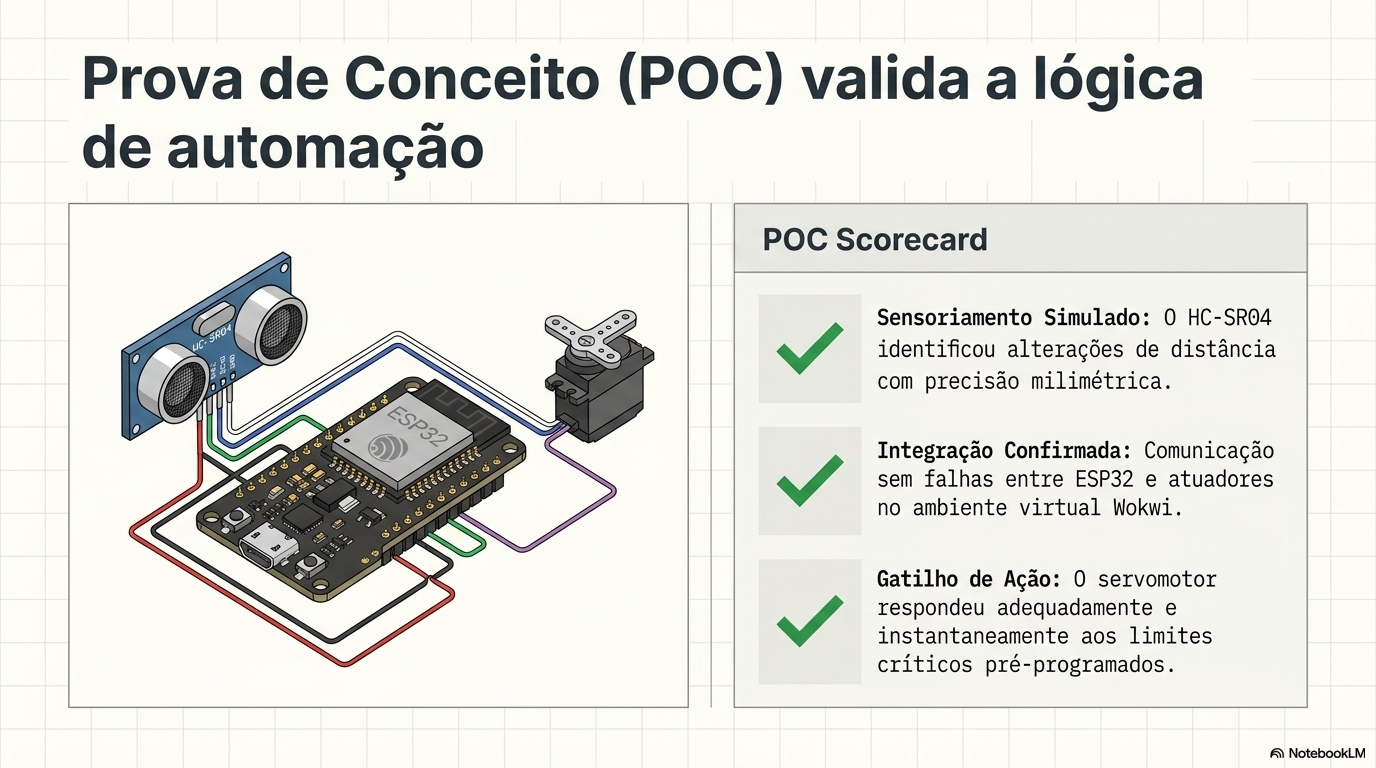 Prova de Conceito (POC) valida a lógica
de automação
HC-SR04
ESP32
POC Scorecard
Sensoriamento Simulado: O HC-SR04
identificou alterações de distância
com precisão milimétrica.
Integração Confirmada: Comunicação
sem falhas entre ESP32 e atuadores
no ambiente virtual Wokwi.
Gatilho de Ação: O servomotor
respondeu adequadamente e
instantaneamente aos limites
críticos pré-programados.
NotebookLM